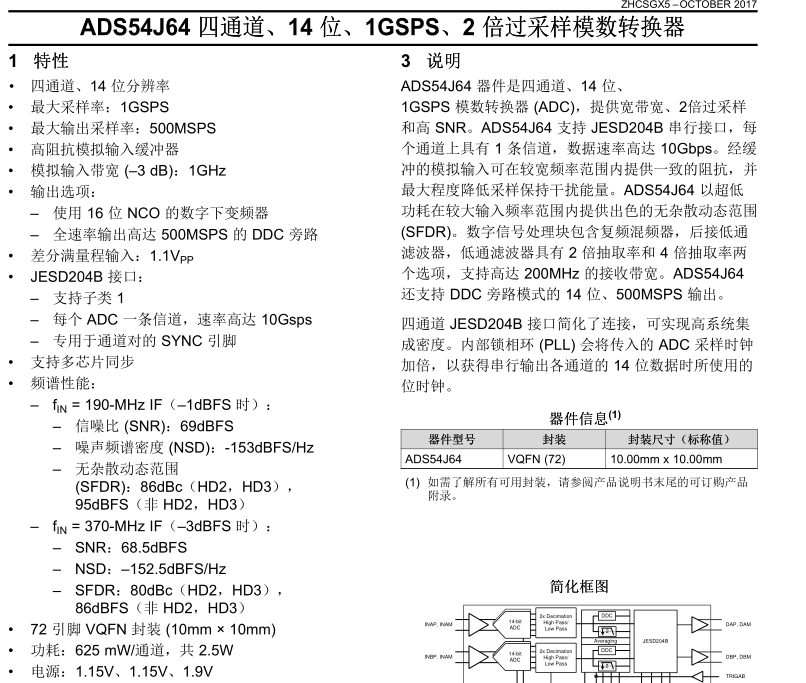 ZHCSGX5 –OCTOBER 2017
ADS54J64 四通道、14 位、1GSPS、2 倍过采样模数转换器
1 特性
• 四通道、14 位分辨率
• 最大采样率：1GSPS
• 最大输出采样率：500MSPS
• 高阻抗模拟输入缓冲器
• 模拟输入带宽 (–3 dB)：1GHz
• 输出选项：
– 使用 16 位 NCO 的数字下变频器
– 全速率输出高达 500MSPS 的 DDC 旁路
• 差分满量程输入：1.1VPP
• JESD204B 接口：
– 支持子类 1
– 每个 ADC 一条信道，速率高达 10Gsps
– 专用于通道对的 SYNC 引脚
• 支持多芯片同步
• 频谱性能：
– fIN = 190-MHz IF（–1dBFS 时）：
– 信噪比 (SNR)：69dBFS
– 噪声频谱密度 (NSD)：-153dBFS/Hz
– 无杂散动态范围
(SFDR)：86dBc（HD2，HD3），
95dBFS（非 HD2，HD3）
– fIN = 370-MHz IF（–3dBFS 时）：
– SNR：68.5dBFS
– NSD：–152.5dBFS/Hz
– SFDR：80dBc（HD2，HD3），
86dBFS（非 HD2，HD3）
• 72 引脚 VQFN 封装 (10mm × 10mm)
• 功耗：625 mW/通道，共 2.5W
• 电源：1.15V、1.15V、1.9V
3 说明
ADS54J64 器件是四通道、14 位、
1GSPS 模数转换器 (ADC)，提供宽带宽、2倍过采样
和高 SNR。ADS54J64 支持 JESD204B 串行接口，每
个通道上具有 1 条信道，数据速率高达 10Gbps。经缓
冲的模拟输入可在较宽频率范围内提供一致的阻抗，并
最大程度降低采样保持干扰能量。ADS54J64 以超低
功耗在较大输入频率范围内提供出色的无杂散动态范围
(SFDR)。数字信号处理块包含复频混频器，后接低通
滤波器，低通滤波器具有 2 倍抽取率和 4 倍抽取率两
个选项，支持高达 200MHz 的接收带宽。ADS54J64
还支持 DDC 旁路模式的 14 位、500MSPS 输出。
四通道 JESD204B 接口简化了连接，可实现高系统集
成密度。内部锁相环 (PLL) 会将传入的 ADC 采样时钟
加倍，以获得串行输出各通道的 14 位数据时所使用的
位时钟。
器件信息(1)
器件型号 封装 封装尺寸（标称值）
ADS54J64 VQFN (72) 10.00mm x 10.00mm
(1) 如需了解所有可用封装，请参阅产品说明书末尾的可订购产品
附录。
简化框图
INAP, INAM
14-bit
ADC
2x Decimation
High Pass/
Low Pass
DDC
2
Averaging
JESD204B
DAP, DAM
INBP, INBM
14-bit
ADC
2x Decimation
High Pass/
Low Pass
DDC
2
DBP, DBM
TRIGAB